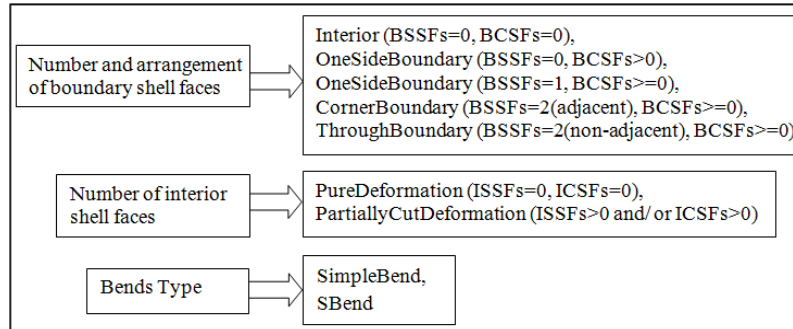 Number and arrangement
of boundary shell faces
Interior (BSSFs=0, BCSFs=0),
OneSideBoundary (BSSFs=0, BCSFs>0),
OneSideBoundary (BSSFs=1, BCSFs>=0),
CornerBoundary (BSSFs=2(adjacent), BCSFs>=0),
ThroughBoundary (BSSFs=2(non-adjacent), BCSFs>=0)
Number of interior
shell faces
PureDeformation (ISSFs=0, ICSFs=0),
PartiallyCutDeformation (ISSFs>0 and/ or ICSFs>0)
Bends Type
SimpleBend,
SBend